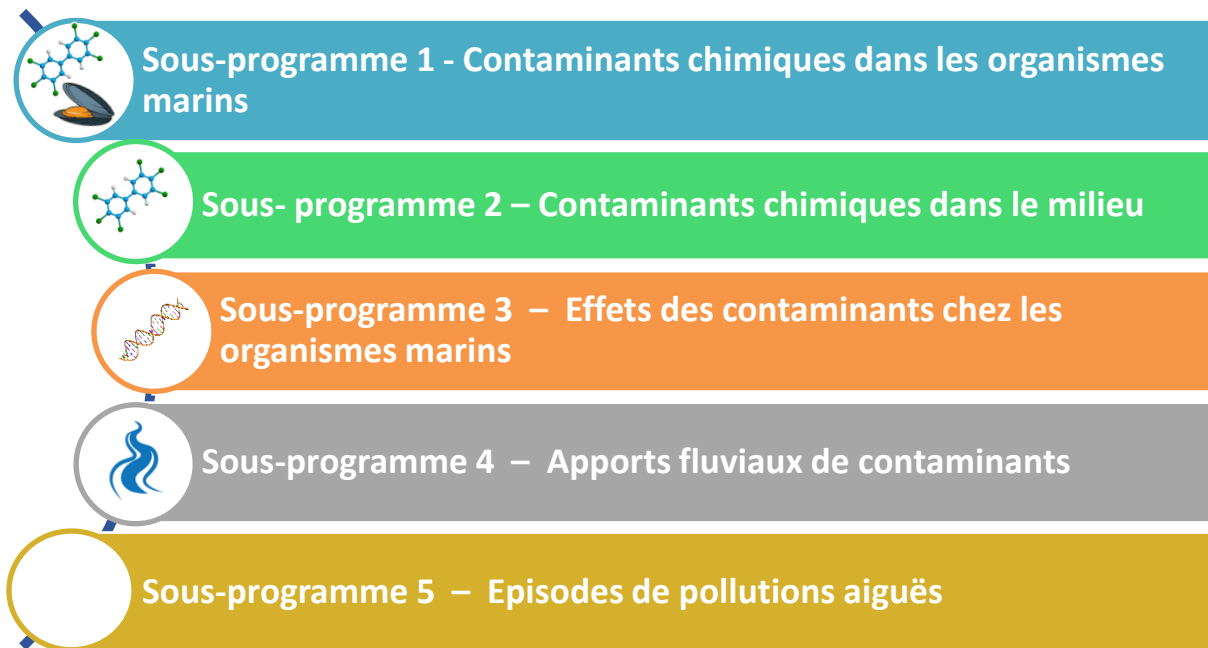 Sous-programme 1 - Contaminants chimiques dans les organismes
marins
Sous- programme 2 – Contaminants chimiques dans le milieu
Sous-programme 3 – Effets des contaminants chez les
organismes marins
Sous-programme 4 – Apports fluviaux de contaminants
Sous-programme 5 – Episodes de pollutions aiguës